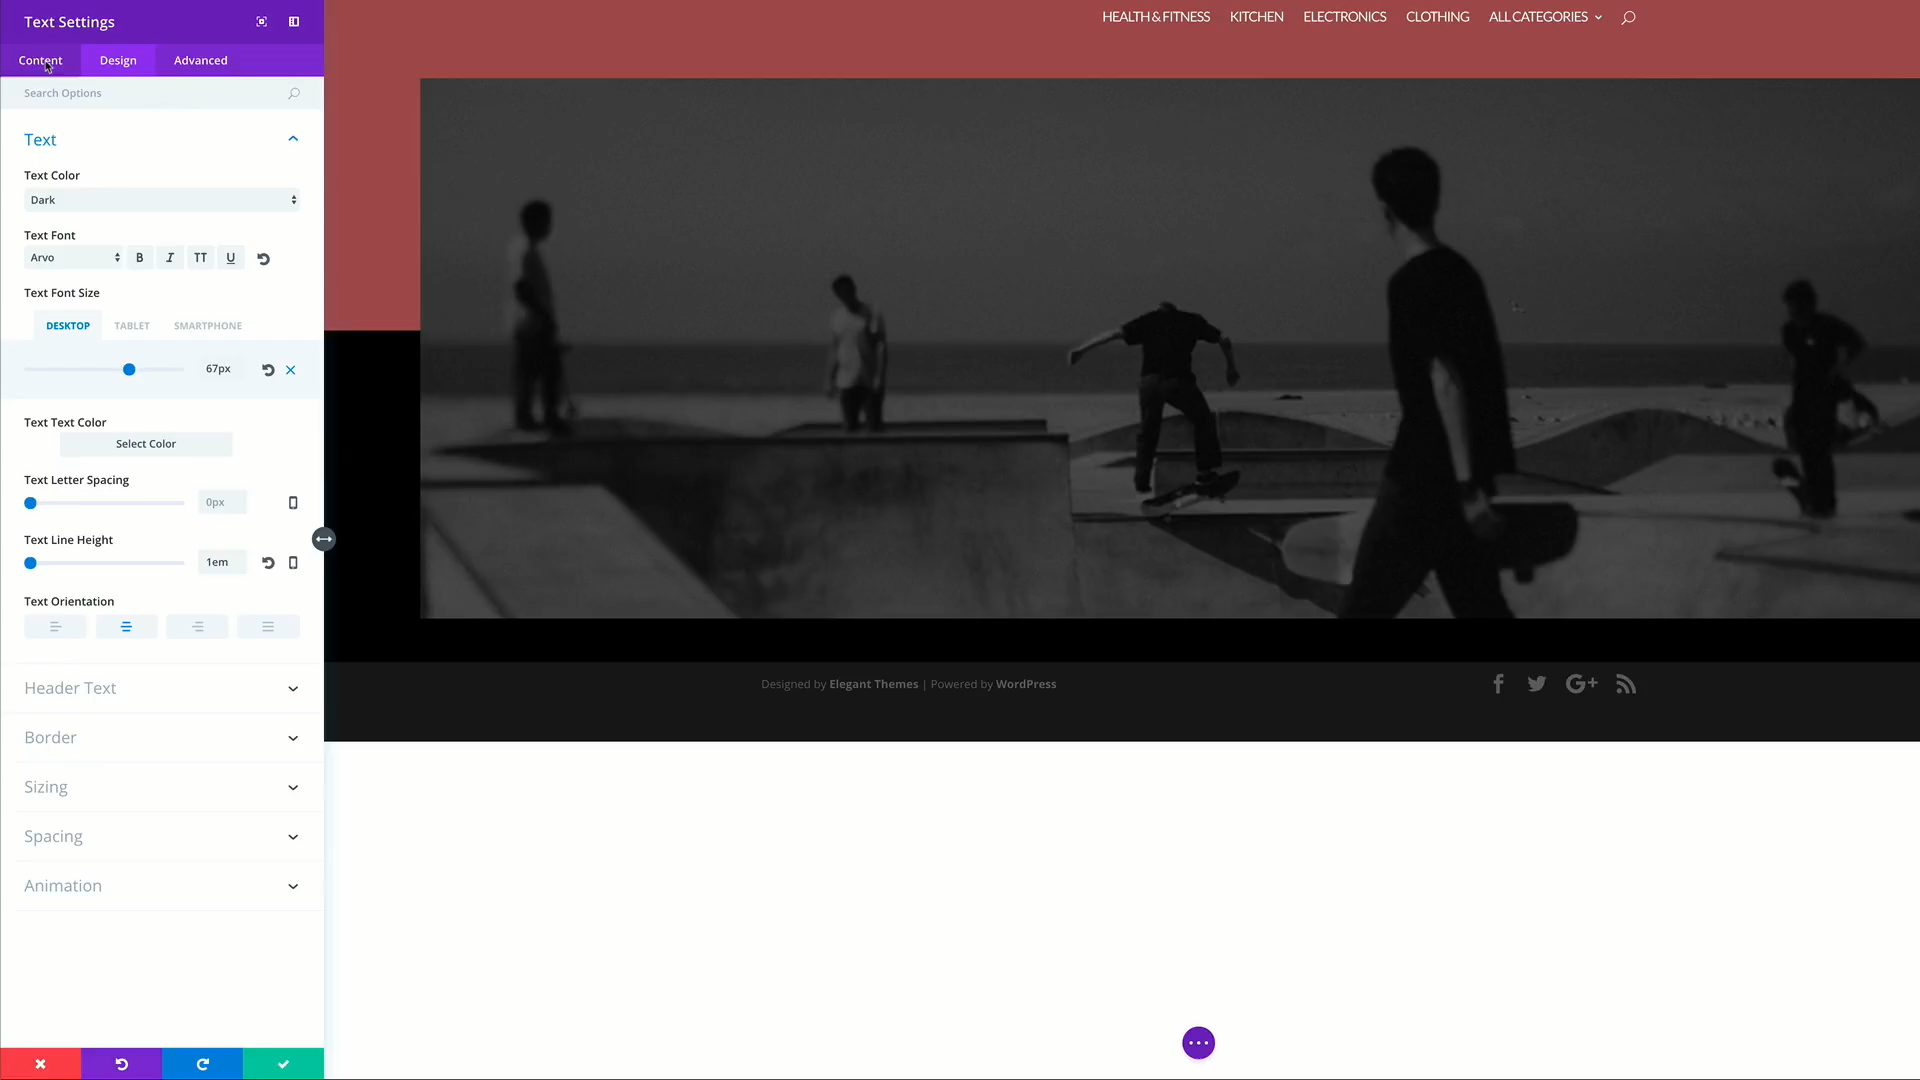 Text Settings
Content
Design
Advanced
HEALTH & FITNESS
KITCHEN
ELECTRONICS
CLOTHING
ALL CATEGORIES
Search Options
Text
Text Color
Dark
Text Font
Arvo
B
I
TT
U
Text Font Size
DESKTOP
TABLET
SMARTPHONE
67px
Text Text Color
Select Color
Text Letter Spacing
0px
Text Line Height
1em
Text Orientation
Header Text
Border
Sizing
Spacing
Animation
Designed by Elegant Themes | Powered by WordPress